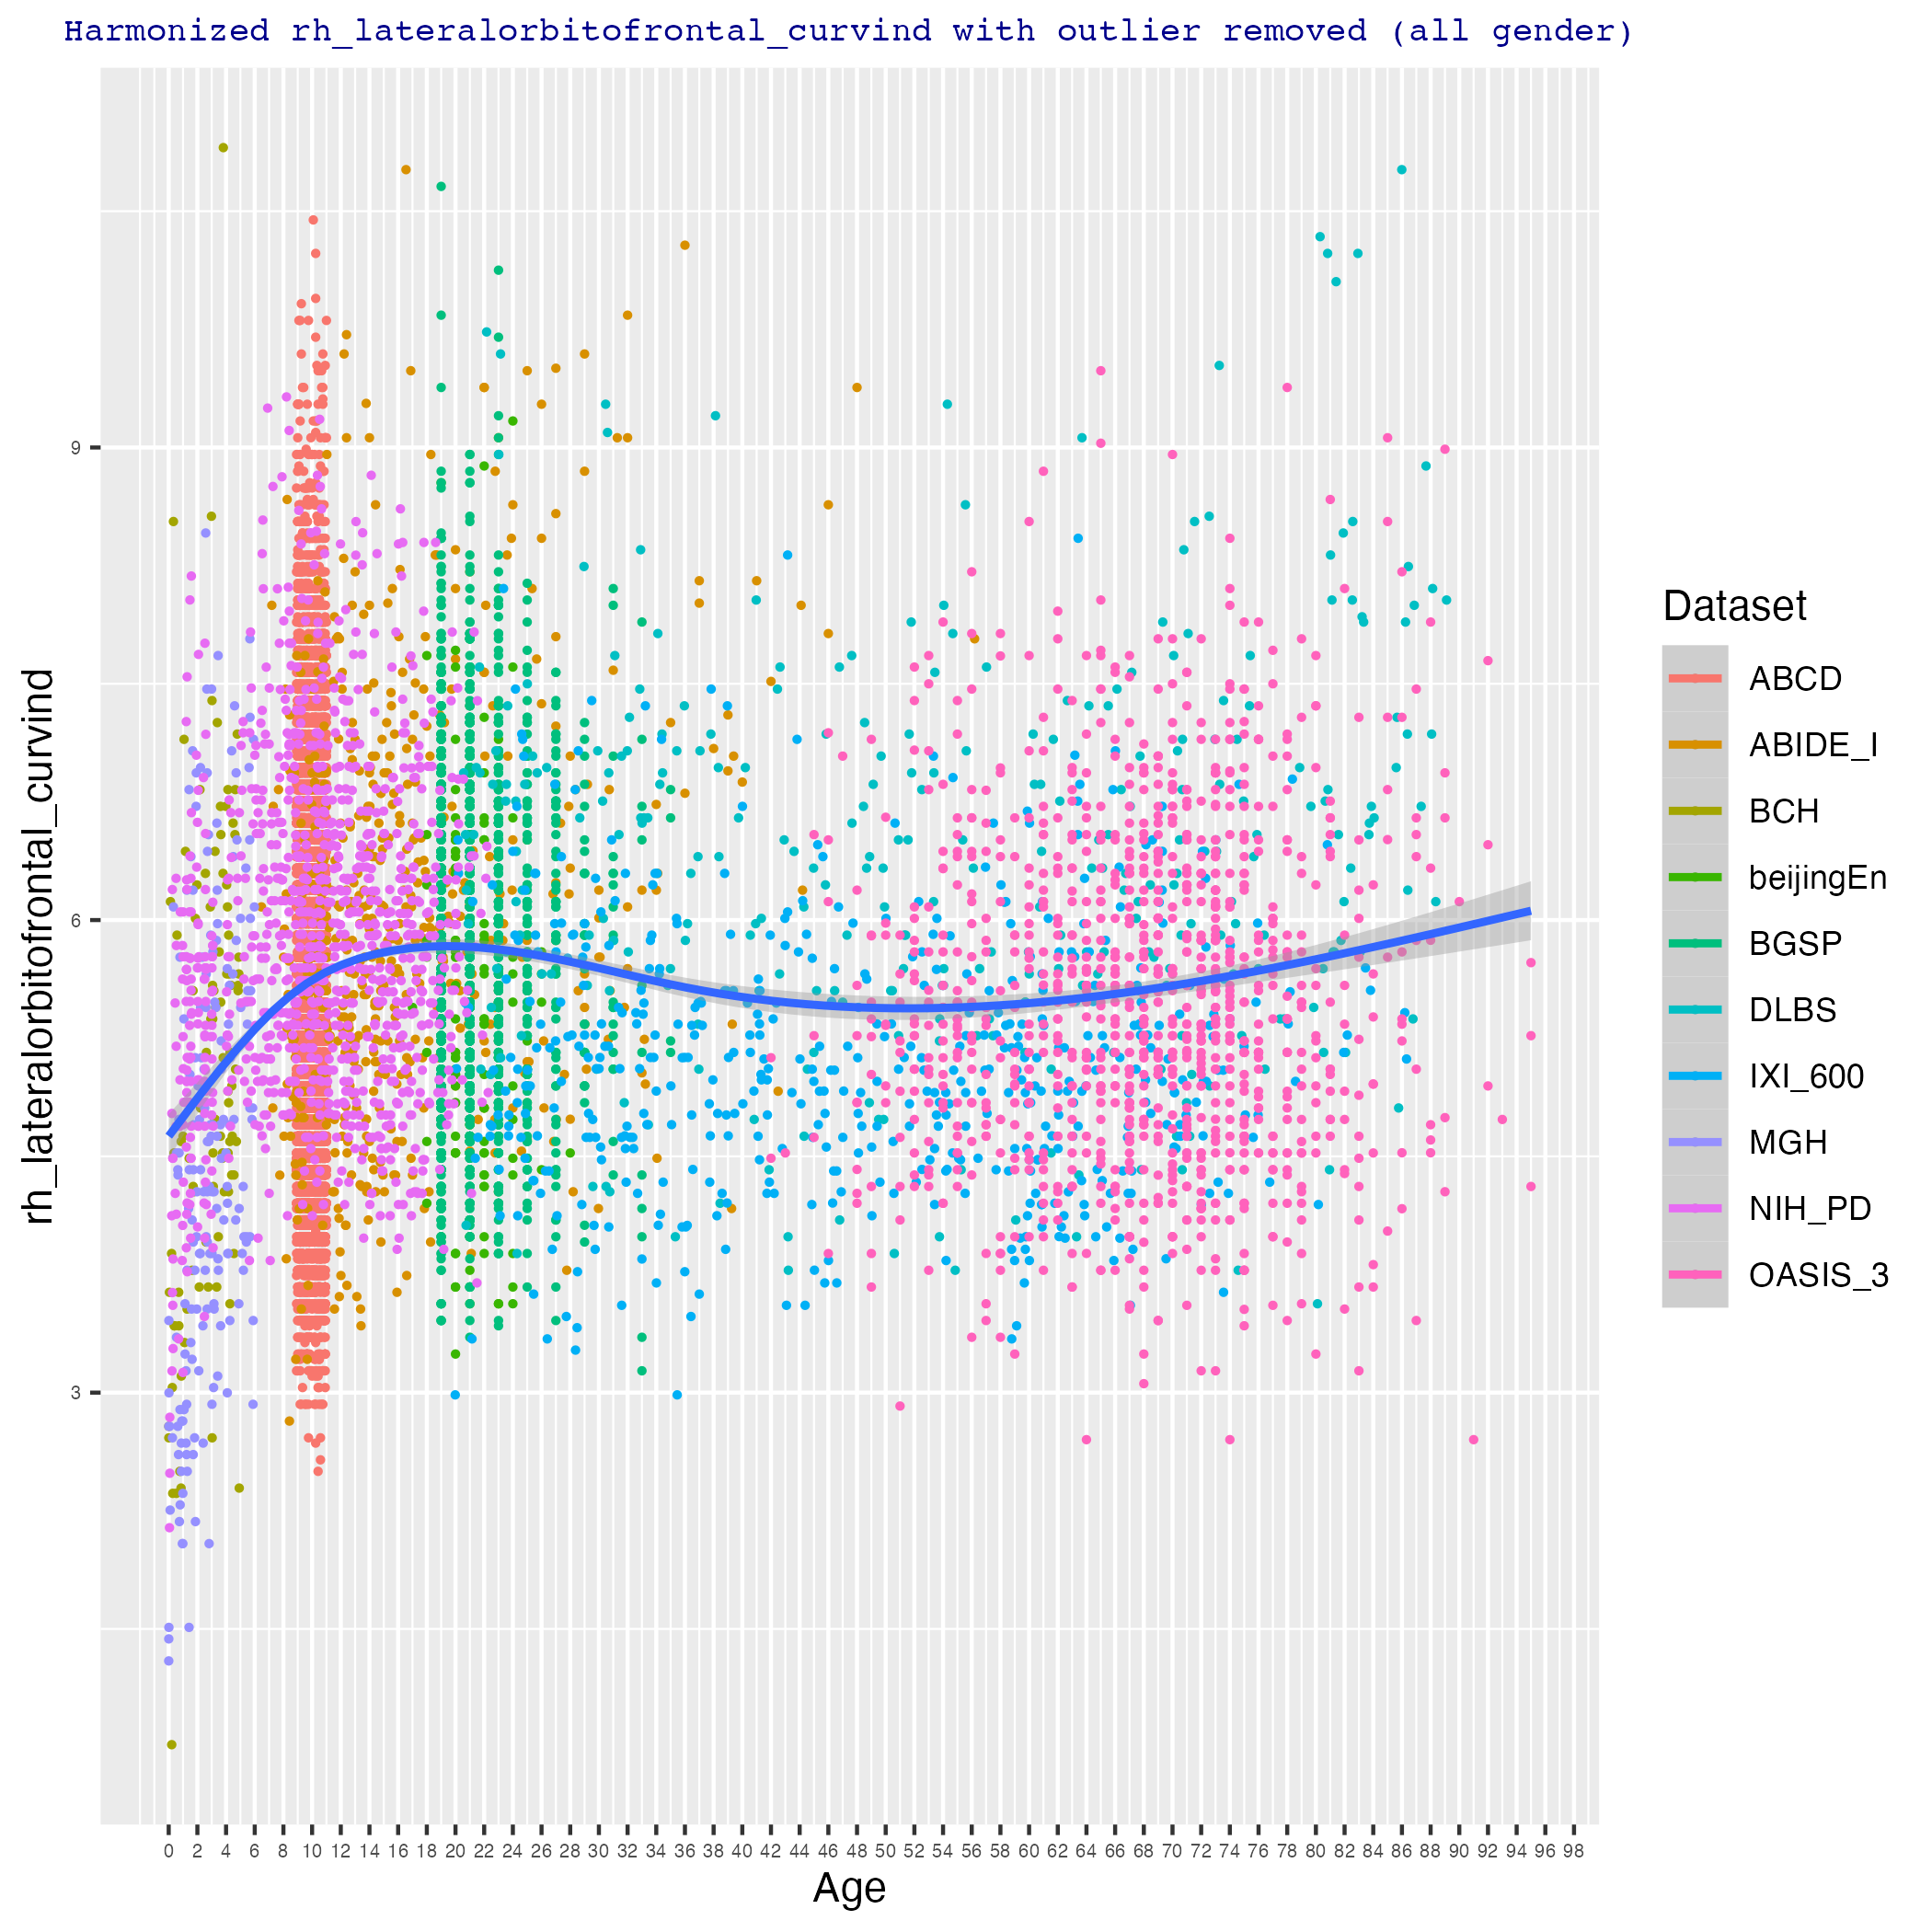 Harmonized rh_lateralorbitofrontal_curvind with outlier removed (all gender)
rh_lateralorbitofrontal_curvind
9
6
3
0 2 4 6 8 10 12 14 16 18 20 22 24 26 28 30 32 34 36 38 40 42 44 46 48 50 52 54 56 58 60 62 64 66 68 70 72 74 76 78 80 82 84 86 88 90 92 94 96 98
Age
Dataset
ABCD
ABIDE_I
BCH
beijingEn
BGSP
DLBS
IXI_600
MGH
NIH_PD
OASIS_3